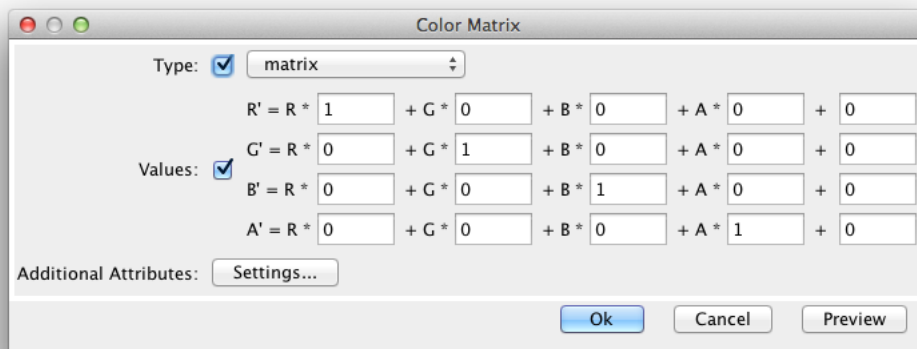 Color Matrix
Type: matrix
R' = R * 1 + G * 0 + B * 0 + A * 0 + 0
G' = R * 0 + G * 1 + B * 0 + A * 0 + 0
Values:
B' = R * 0 + G * 0 + B * 1 + A * 0 + 0
A' = R * 0 + G * 0 + B * 0 + A * 1 + 0
Additional Attributes: Settings...
Ok Cancel Preview